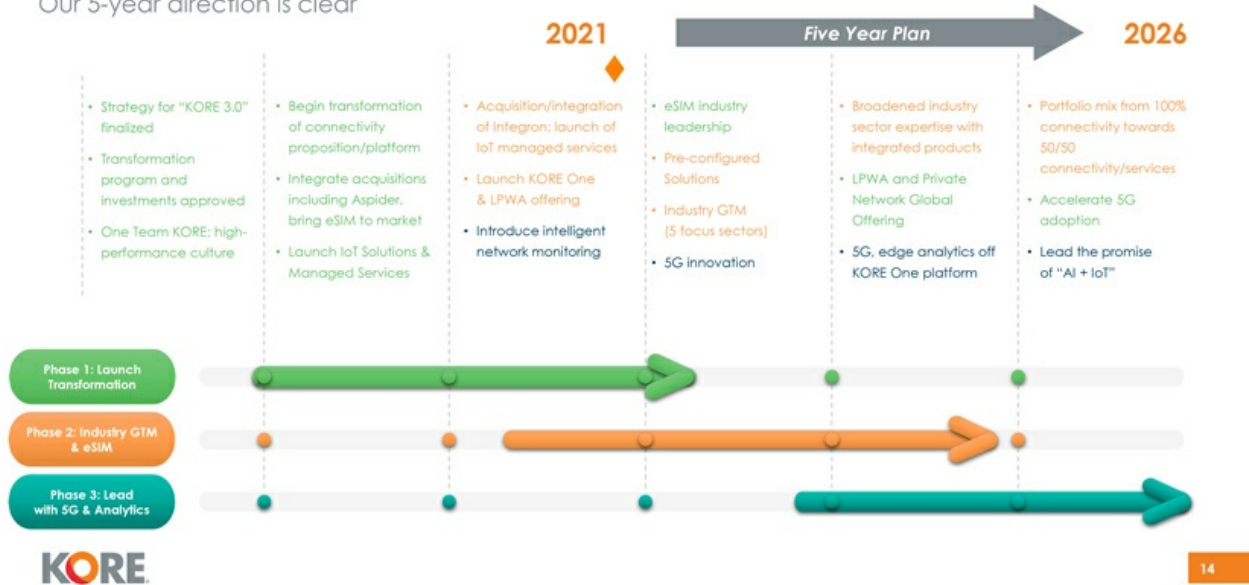 Our 5-year direction is clear
2021
Five Year Plan
2026
• Strategy for "KORE 3.0"
finalized
• Transformation
program and
investments approved
• One Team KORE: high-
performance culture
• Begin transformation
of connectivity
proposition/platform
• Integrate acquisitions
including Aspider,
bring eSIM to market
• Launch IoT Solutions &
Managed Services
• Acquisition/integration
of Integron; launch of
IoT managed services
• Launch KORE One
& LPWA offering
• Introduce intelligent
network monitoring
• eSIM industry
leadership
• Pre-configured
Solutions
• Industry GTM
(5 focus sectors)
• 5G innovation
• Broadened industry
sector expertise with
integrated products
• LPWA and Private
Network Global
Offering
• 5G, edge analytics off
KORE One platform
• Portfolio mix from 100%
connectivity towards
50/50
connectivity/services
• Accelerate 5G
adoption
• Lead the promise
of "AI + IoT"
Phase 1: Launch
Transformation
Phase 2: Industry GTM
& eSIM
Phase 3: Lead
with 5G & Analytics
KORE
14